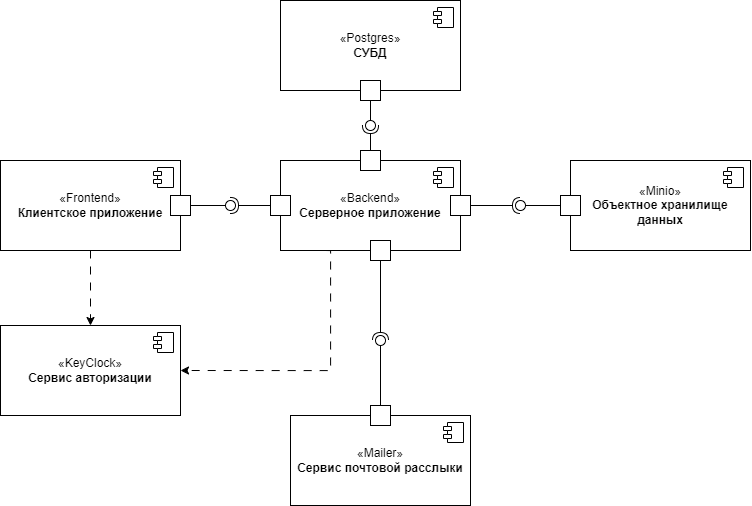 «Postgres»
СУБД
«Frontend»
Клиентское приложение
«Backend»
Серверное приложение
«Minio»
Объектное хранилище
данных
«KeyClock»
Сервис авторизации
«Mailer»
Сервис почтовой расслыки